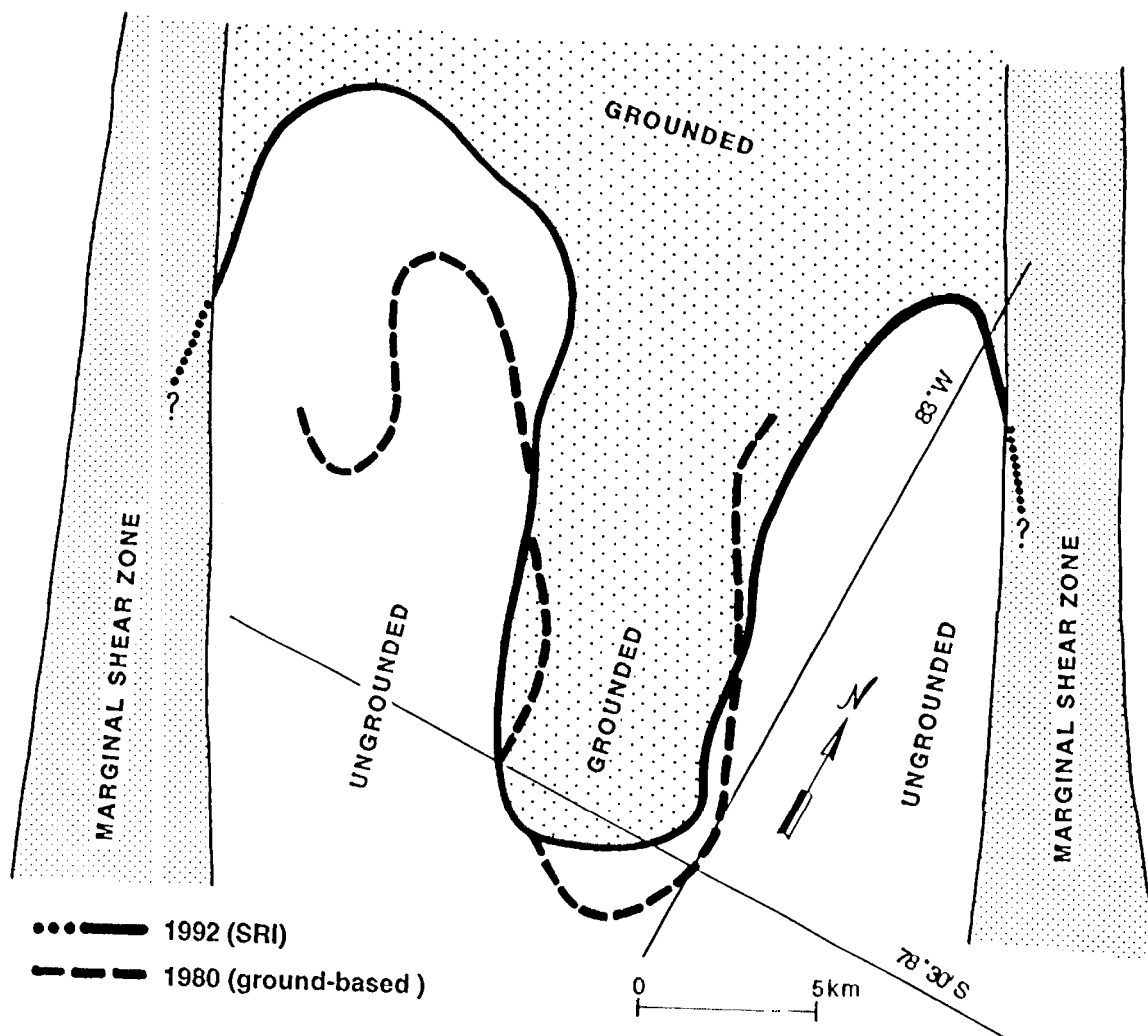 GROUNDED
83°W
?
?
MARGINAL SHEAR ZONE
UNGROUNDED
GROUNDED
N
UNGROUNDED
MARGINAL SHEAR ZONE
1992 (SRI)
1980 (ground-based )
0 5km
78°30'S